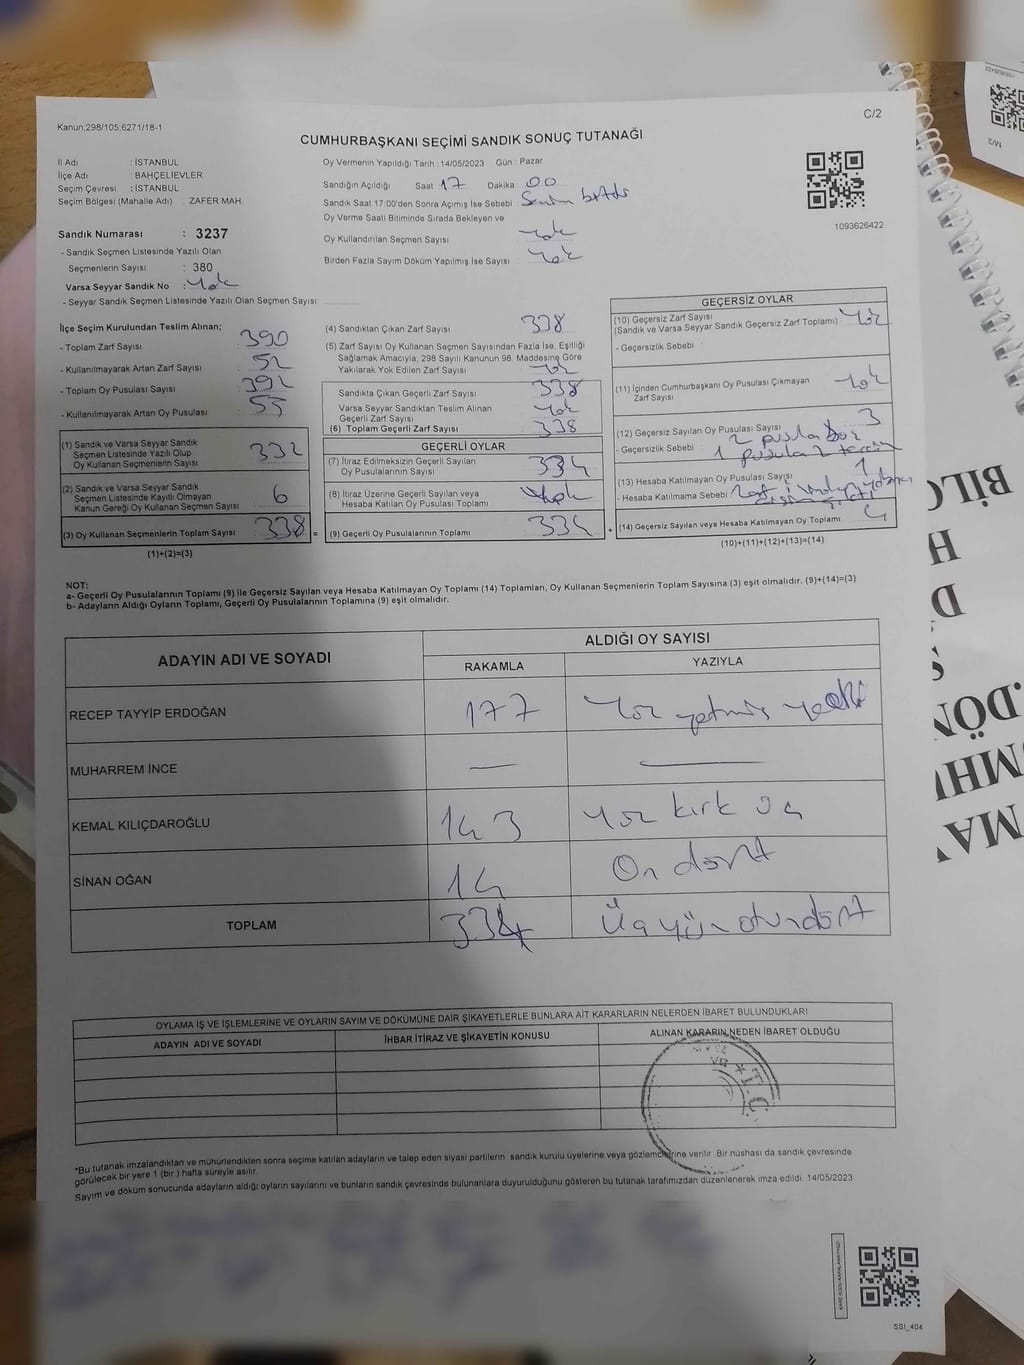 Kanun;298/105;6271/18-1
C/2
CUMHURBAŞKANI SEÇİMİ SANDIK SONUÇ TUTANAĞI
İl Adı : İSTANBUL
İlçe Adı : BAHÇELİEVLER
Seçim Çevresi : İSTANBUL
Seçim Bölgesi (Mahalle Adı) : ZAFER MAH.
Sandık Numarası : 3237
- Sandık Seçmen Listesinde Yazılı Olan
Seçmenlerin Sayısı : 380
Varsa Seyyar Sandık No : Yok
- Seyyar Sandık Seçmen Listesinde Yazılı Olan Seçmen Sayısı:
Oy Vermenin Yapıldığı Tarih : 14/05/2023 Gün : Pazar
Sandığın Açıldığı Saat 17 Dakika 00
Sandık Saat 17:00'den Sonra Açımış İse Sebebi
Oy Verme Saati Bitiminde Sırada Bekleyen ve
Oy Kullandırılan Seçmen Sayısı Yok
Birden Fazla Sayım Döküm Yapılmış İse Sayısı Yok
1093626422
İlçe Seçim Kurulundan Teslim Alınan;
- Toplam Zarf Sayısı : 390
- Kullanılmayarak Artan Zarf Sayısı : 52
- Toplam Oy Pusulası Sayısı : 392
- Kullanılmayarak Artan Oy Pusulası : 55
(1) Sandık ve Varsa Seyyar Sandık
Seçmen Listesinde Yazılı Olup
Oy Kullanan Seçmenlerin Sayısı : 332
(2) Sandık ve Varsa Seyyar Sandık
Seçmen Listesinde Kayıtlı Olmayan
Kanun Gereği Oy Kullanan Seçmen Sayısı : 6
(3) Oy Kullanan Seçmenlerin Toplam Sayısı : 338
(1)+(2)=(3)
(4) Sandıktan Çıkan Zarf Sayısı : 338
(5) Zarf Sayısı Oy Kullanan Seçmen Sayısından Fazla İse, Eşitliği
Sağlamak Amacıyla; 298 Sayılı Kanunun 98. Maddesine Göre
Yakılarak Yok Edilen Zarf Sayısı : Yok
Sandıkta Çıkan Geçerli Zarf Sayısı : 338
Varsa Seyyar Sandıktan Teslim Alınan
Geçerli Zarf Sayısı : Yok
(6) Toplam Geçerli Zarf Sayısı : 338
GEÇERLİ OYLAR
(7) İtiraz Edilmeksizin Geçerli Sayılan
Oy Pusulalarının Sayısı : 334
(8) İtiraz Üzerine Geçerli Sayılan veya
Hesaba Katılan Oy Pusulası Toplamı : Yok
= (9) Geçerli Oy Pusulalarının Toplamı : 334
GEÇERSİZ OYLAR
(10) Geçersiz Zarf Sayısı
(Sandık ve Varsa Seyyar Sandık Geçersiz Zarf Toplamı) : Yok
- Geçersizlik Sebebi :
(11) İçinden Cumhurbaşkanı Oy Pusulası Çıkmayan
Zarf Sayısı : Yok
(12) Geçersiz Sayılan Oy Pusulası Sayısı : 3
- Geçersizlik Sebebi : 2 pusula boş
1 pusula 2 tercih
(13) Hesaba Katılmayan Oy Pusulası Sayısı : 1
- Hesaba Katılmama Sebebi :
+ (14) Geçersiz Sayılan veya Hesaba Katılmayan Oy Toplamı : 4
(10)+(11)+(12)+(13)=(14)
NOT:
a- Geçerli Oy Pusulalarının Toplamı (9) ile Geçersiz Sayılan veya Hesaba Katılmayan Oy Toplamı (14) Toplamları, Oy Kullanan Seçmenlerin Toplam Sayısına (3) eşit olmalıdır. (9)+(14)=(3)
b- Adayların Aldığı Oyların Toplamı, Geçerli Oy Pusulalarının Toplamına (9) eşit olmalıdır.
ADAYIN ADI VE SOYADI
ALDIĞI OY SAYISI
RAKAMLA YAZIYLA
RECEP TAYYİP ERDOĞAN 177 Yüz yetmiş yedi
MUHARREM İNCE — —
KEMAL KILIÇDAROĞLU 143 Yüz kırk üç
SİNAN OĞAN 14 On dört
TOPLAM 334 Üçyüz otuzdört
OYLAMA İŞ VE İŞLEMLERİNE VE OYLARIN SAYIM VE DÖKÜMÜNE DAİR ŞİKAYETLERLE BUNLARA AİT KARARLARIN NELERDEN İBARET BULUNDUKLARI
ADAYIN ADI VE SOYADI İHBAR İTİRAZ VE ŞİKAYETİN KONUSU ALINAN KARARIN NEDEN İBARET OLDUĞU
T.C.
*Bu tutanak imzalandıktan ve mühürlendikten sonra seçime katılan adayların ve talep eden siyasi partilerin sandık kurulu üyelerine veya gözlemcilerine verilir. Bir nüshası da sandık çevresinde
görülecek bir yere 1 (bir) hafta süreyle asılır.
Sayım ve döküm sonucunda adayların aldığı oyların sayılarını ve bunların sandık çevresinde bulunanlara duyurulduğunu gösteren bu tutanak tarafımızdan düzenlenerek imza edildi. 14/05/2023
SSI_404
M/2